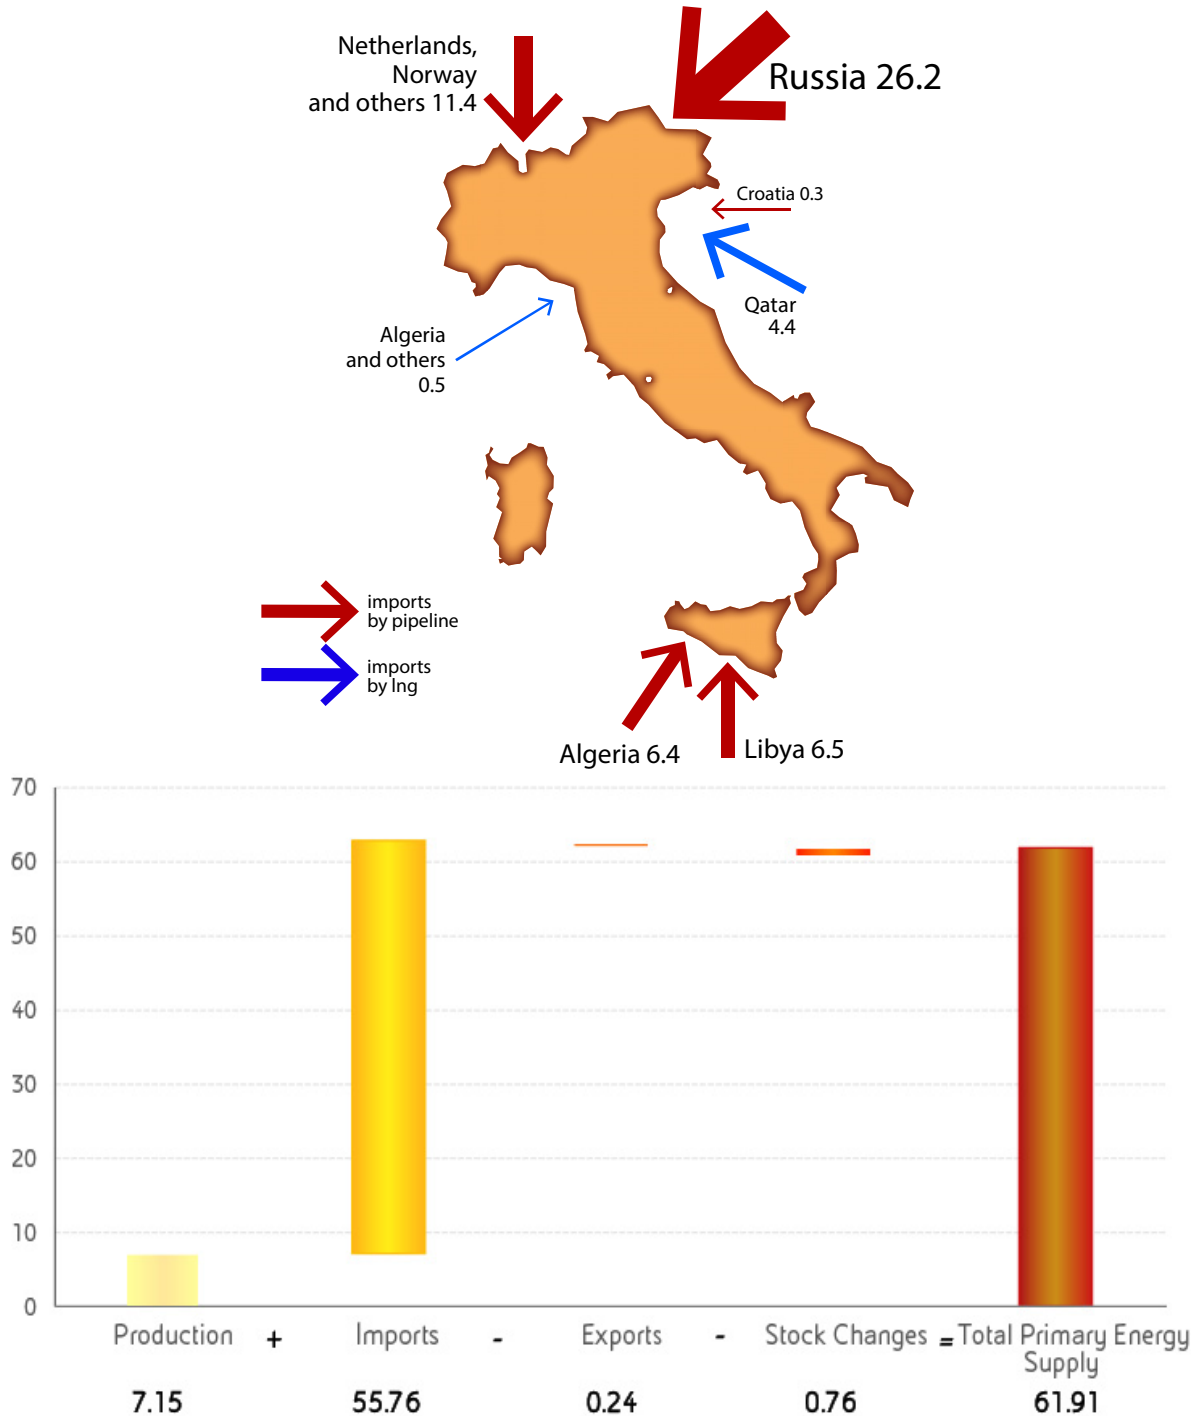 Netherlands,
Norway
and others 11.4
Russia 26.2
Croatia 0.3
Qatar
4.4
Algeria
and others
0.5
imports
by pipeline
imports
by lng
Algeria 6.4
Libya 6.5
70
60
50
40
30
20
10
0
Production + Imports - Exports - Stock Changes = Total Primary Energy
Supply
7.15 55.76 0.24 0.76 61.91